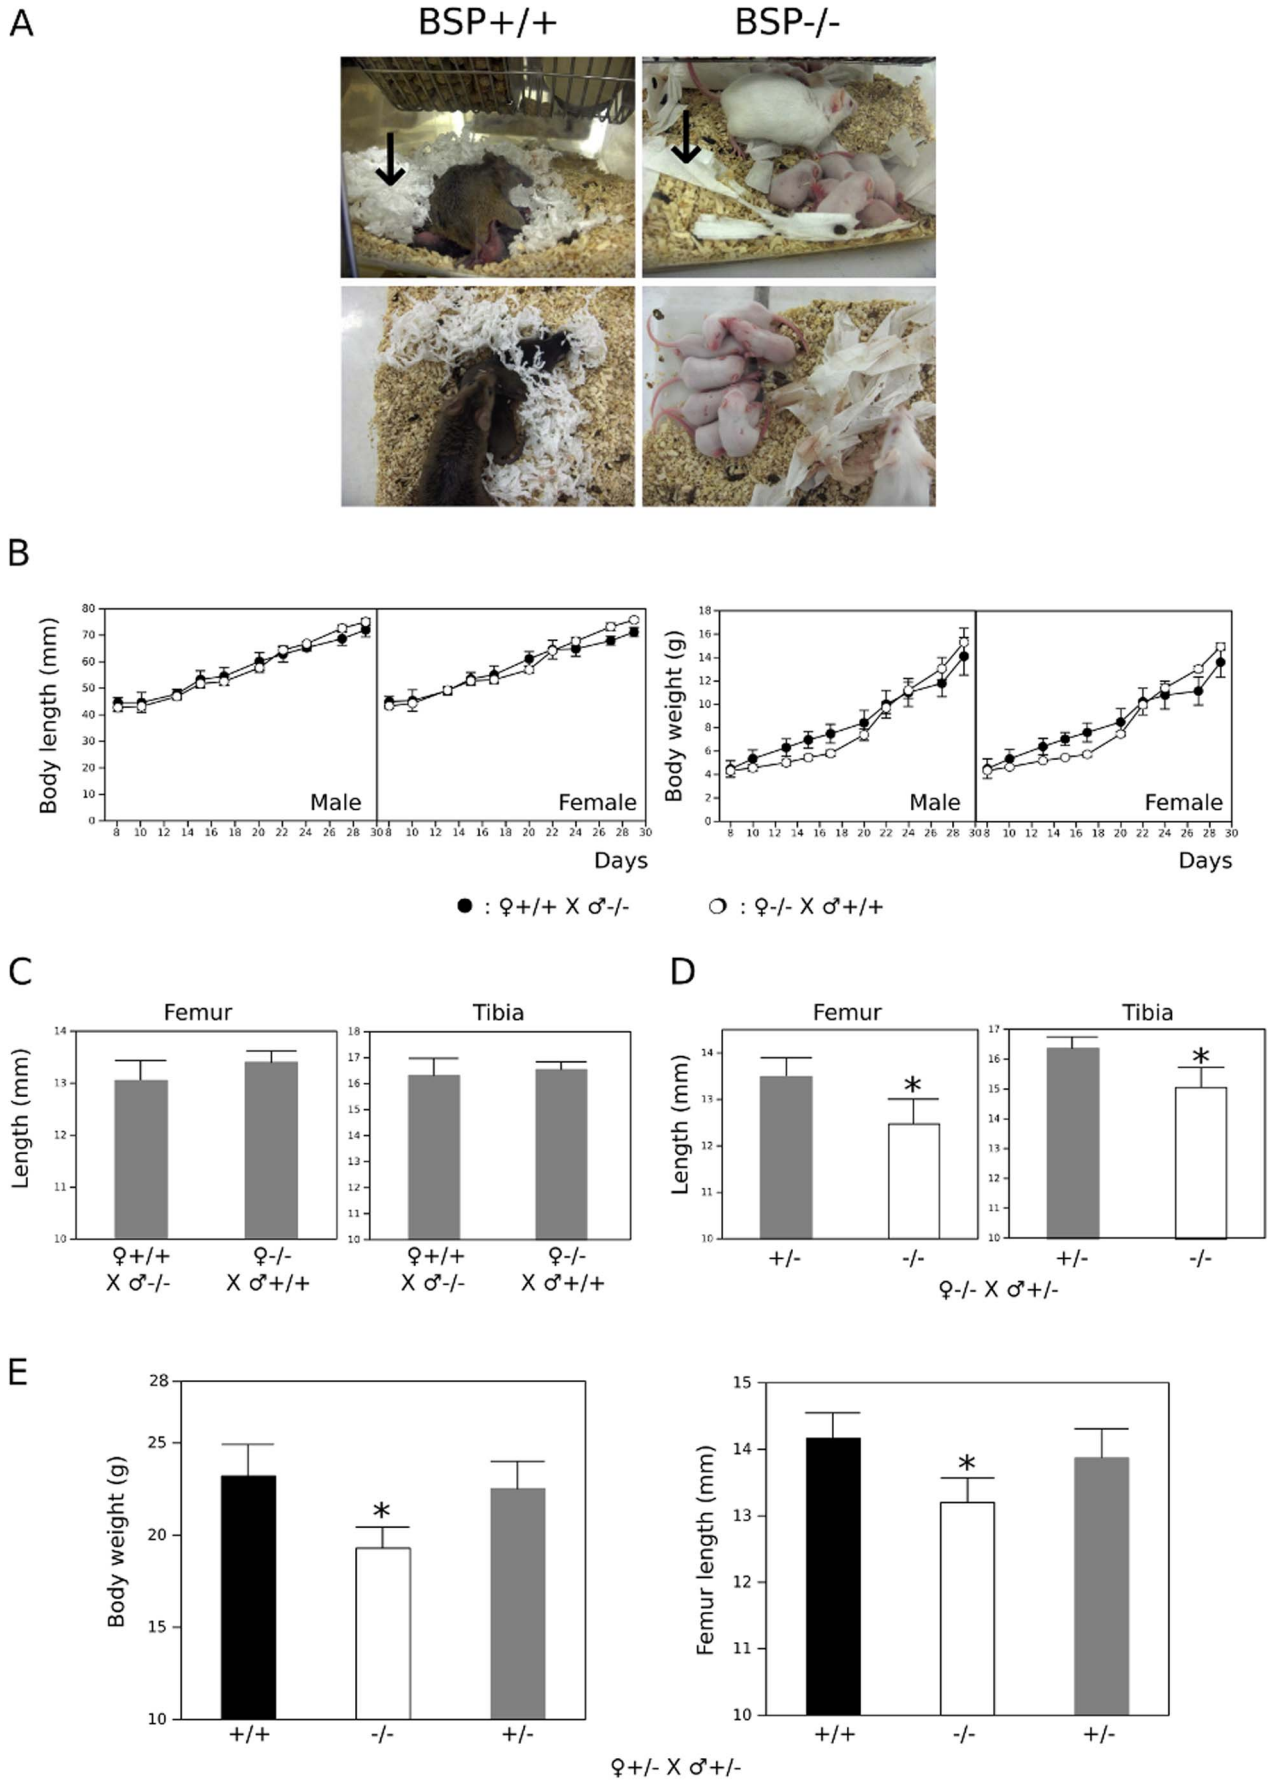 A
BSP+/+ BSP-/-
B
Body length (mm)
80
70
60
50
40
30
20
10
0
Male Female
8 10 12 14 16 18 20 22 24 26 28 30 8 10 12 14 16 18 20 22 24 26 28 30
Days
Body weight (g)
18
16
14
12
10
8
6
4
2
0
Male Female
8 10 12 14 16 18 20 22 24 26 28 30 8 10 12 14 16 18 20 22 24 26 28 30
Days
● : ♀+/+ X ♂-/- ○ : ♀-/- X ♂+/+
C
Femur
Length (mm)
14
13
12
11
10
♀+/+ ♀-/-
X ♂-/- X ♂+/+
Tibia
18
17
16
15
14
13
12
11
10
♀+/+ ♀-/-
X ♂-/- X ♂+/+
D
Femur
Length (mm)
14
13
12
11
10
*
+/- -/-
Tibia
17
16
15
14
13
12
11
10
*
+/- -/-
♀-/- X ♂+/-
E
Body weight (g)
28
25
20
15
10
*
+/+ -/- +/-
Femur length (mm)
15
14
13
12
11
10
*
+/+ -/- +/-
♀+/- X ♂+/-